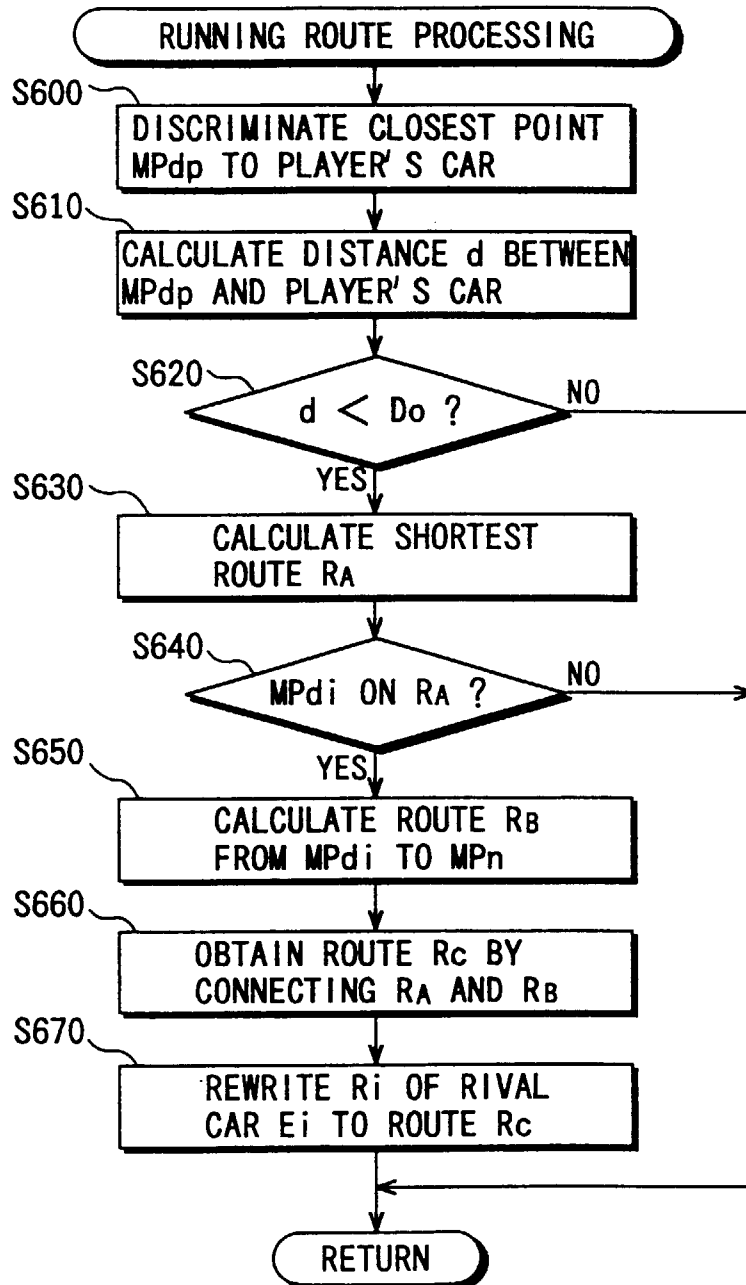 RUNNING ROUTE PROCESSING
S600
DISCRIMINATE CLOSEST POINT
MPdp TO PLAYER'S CAR
S610
CALCULATE DISTANCE d BETWEEN
MPdp AND PLAYER'S CAR
S620
d < Do ?
NO
YES
S630
CALCULATE SHORTEST
ROUTE RA
S640
MPdi ON RA ?
NO
YES
S650
CALCULATE ROUTE RB
FROM MPdi TO MPn
S660
OBTAIN ROUTE Rc BY
CONNECTING RA AND RB
S670
REWRITE Ri OF RIVAL
CAR Ei TO ROUTE Rc
RETURN